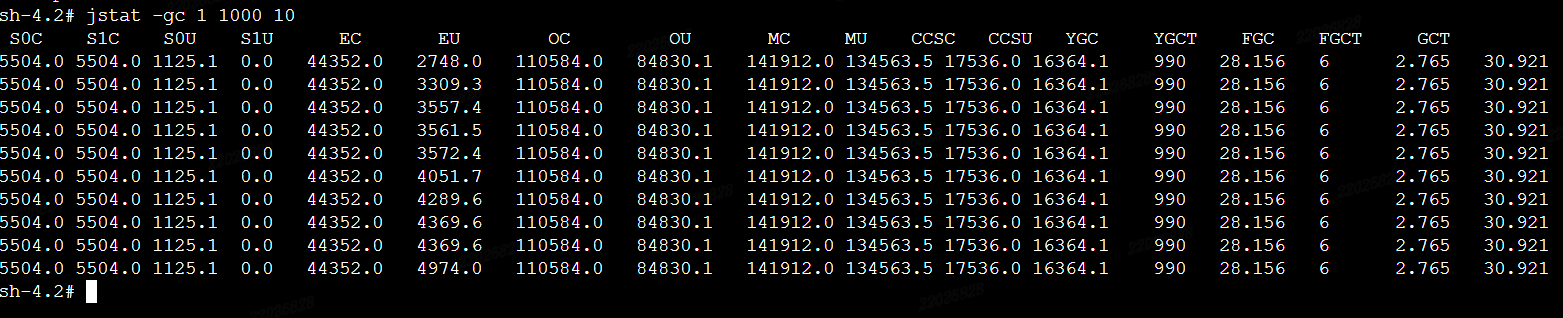 sh-4.2# jstat -gc 1 1000 10
S0C S1C S0U S1U EC EU OC OU MC MU CCSC CCSU YGC YGCT FGC FGCT GCT
5504.0 5504.0 1125.1 0.0 44352.0 2748.0 110584.0 84830.1 141912.0 134563.5 17536.0 16364.1 990 28.156 6 2.765 30.921
5504.0 5504.0 1125.1 0.0 44352.0 3309.3 110584.0 84830.1 141912.0 134563.5 17536.0 16364.1 990 28.156 6 2.765 30.921
5504.0 5504.0 1125.1 0.0 44352.0 3557.4 110584.0 84830.1 141912.0 134563.5 17536.0 16364.1 990 28.156 6 2.765 30.921
5504.0 5504.0 1125.1 0.0 44352.0 3561.5 110584.0 84830.1 141912.0 134563.5 17536.0 16364.1 990 28.156 6 2.765 30.921
5504.0 5504.0 1125.1 0.0 44352.0 3572.4 110584.0 84830.1 141912.0 134563.5 17536.0 16364.1 990 28.156 6 2.765 30.921
5504.0 5504.0 1125.1 0.0 44352.0 4051.7 110584.0 84830.1 141912.0 134563.5 17536.0 16364.1 990 28.156 6 2.765 30.921
5504.0 5504.0 1125.1 0.0 44352.0 4289.6 110584.0 84830.1 141912.0 134563.5 17536.0 16364.1 990 28.156 6 2.765 30.921
5504.0 5504.0 1125.1 0.0 44352.0 4369.6 110584.0 84830.1 141912.0 134563.5 17536.0 16364.1 990 28.156 6 2.765 30.921
5504.0 5504.0 1125.1 0.0 44352.0 4369.6 110584.0 84830.1 141912.0 134563.5 17536.0 16364.1 990 28.156 6 2.765 30.921
5504.0 5504.0 1125.1 0.0 44352.0 4974.0 110584.0 84830.1 141912.0 134563.5 17536.0 16364.1 990 28.156 6 2.765 30.921
sh-4.2#